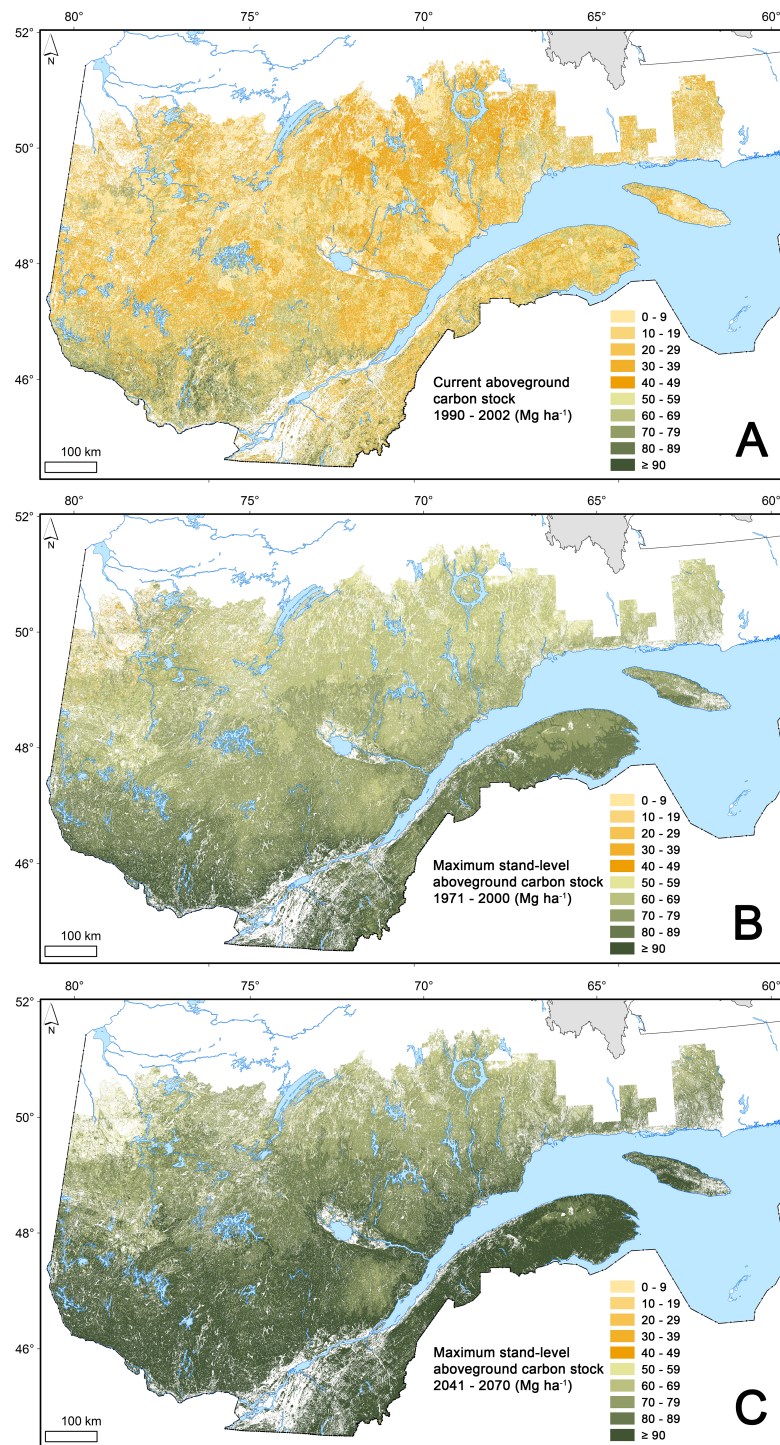 80° 75° 70° 65° 60°
52°
N
50°
48°
46°
0 - 9
10 - 19
20 - 29
30 - 39
40 - 49
50 - 59
60 - 69
70 - 79
80 - 89
≥ 90
Current aboveground
carbon stock
1990 - 2002 (Mg ha⁻¹)
A
100 km
80° 75° 70° 65° 60°
52°
N
50°
48°
46°
0 - 9
10 - 19
20 - 29
30 - 39
40 - 49
50 - 59
60 - 69
70 - 79
80 - 89
≥ 90
Maximum stand-level
aboveground carbon stock
1971 - 2000 (Mg ha⁻¹)
B
100 km
80° 75° 70° 65° 60°
52°
N
50°
48°
46°
0 - 9
10 - 19
20 - 29
30 - 39
40 - 49
50 - 59
60 - 69
70 - 79
80 - 89
≥ 90
Maximum stand-level
aboveground carbon stock
2041 - 2070 (Mg ha⁻¹)
C
100 km